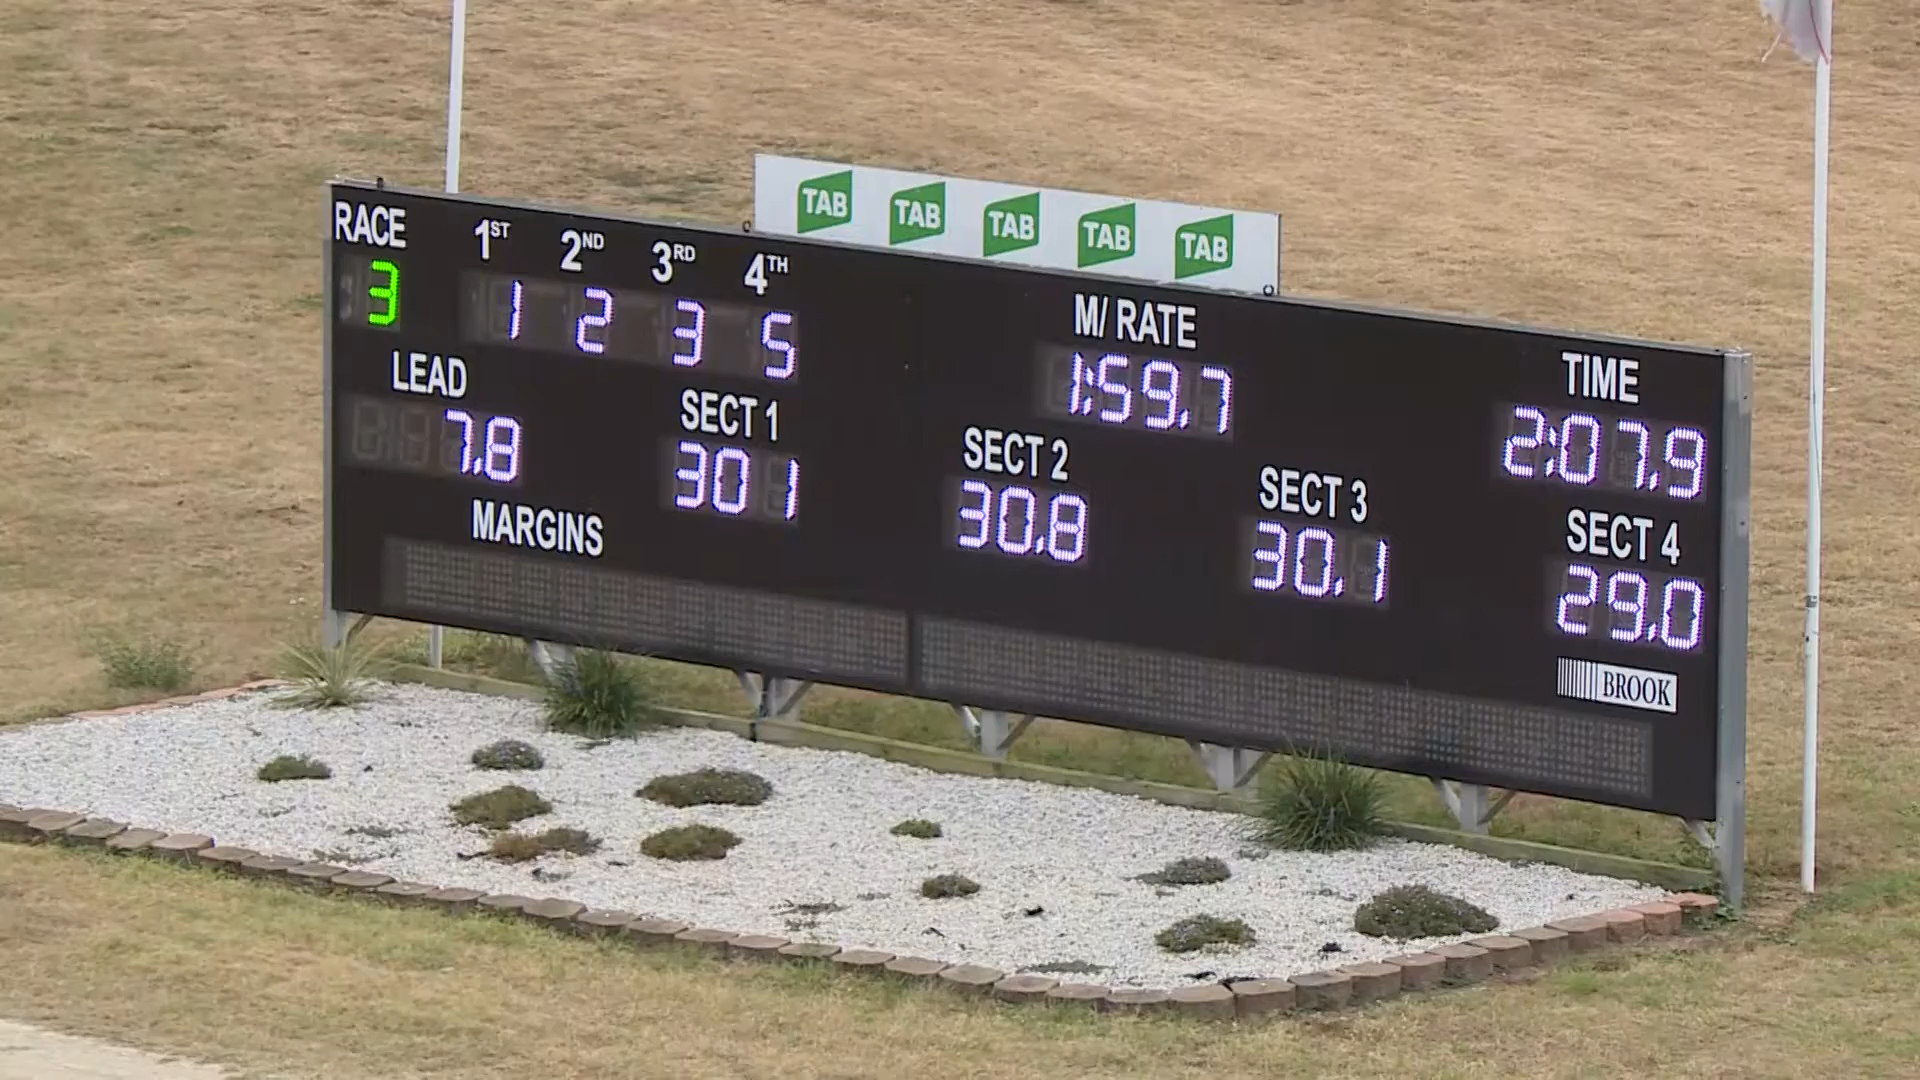 TAB TAB TAB TAB TAB
RACE 1ST 2ND 3RD 4TH M/ RATE TIME
3 1 2 3 5 1:59.7 2:07.9
LEAD SECT 1 SECT 2 SECT 3 SECT 4
7.8 30 1 30.8 30.1 29.0
MARGINS
BROOK